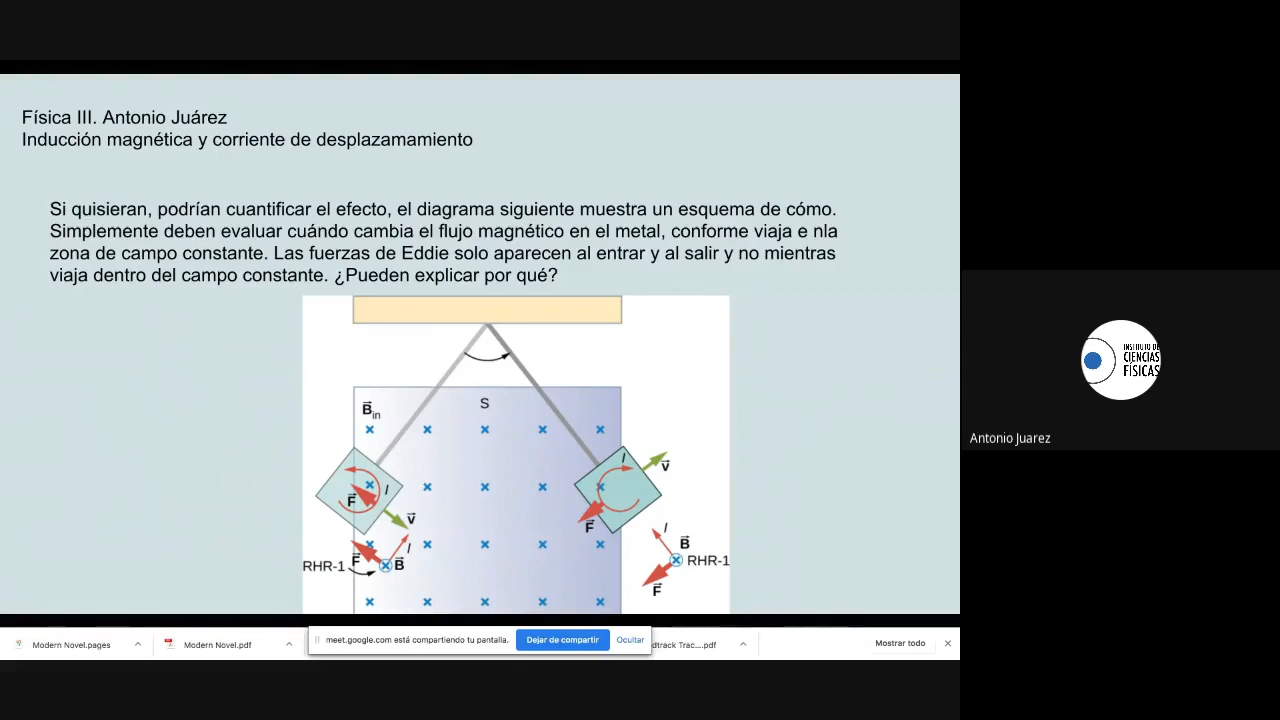 Física III. Antonio Juárez
Inducción magnética y corriente de desplazamamiento
Si quisieran, podrían cuantificar el efecto, el diagrama siguiente muestra un esquema de cómo.
Simplemente deben evaluar cuándo cambia el flujo magnético en el metal, conforme viaja e nla
zona de campo constante. Las fuerzas de Eddie solo aparecen al entrar y al salir y no mientras
viaja dentro del campo constante. ¿Pueden explicar por qué?
B in
S
I
F
v
I
F
v
I
F
B
RHR-1
I
B
RHR-1
F
INSTITUTO DE
CIENCIAS
FÍSICAS
Antonio Juarez
Modern Novel.pages
Modern Novel.pdf
meet.google.com está compartiendo tu pantalla.
Dejar de compartir
Ocultar
dtrack Trac....pdf
Mostrar todo